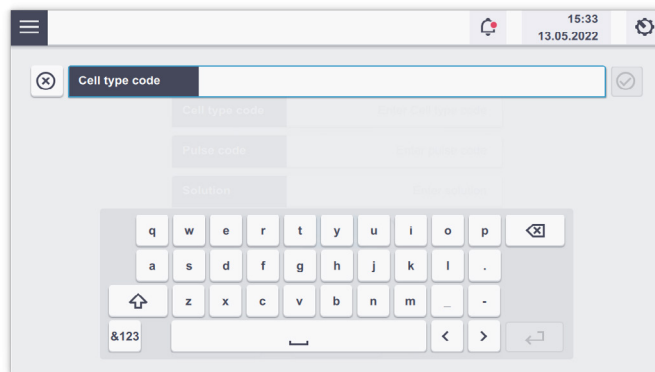 15:33
13.05.2022
Cell type code
Cell type code
Pulse code
Solution
q w e r t y u i o p
a s d f g h j k l .
z x c v b n m _ -
&123 < >